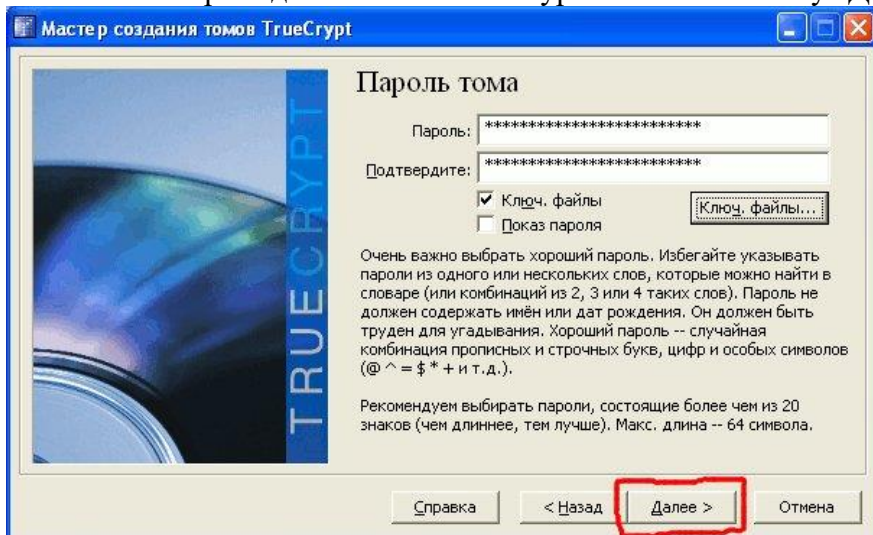 Мастер создания томов TrueCrypt
TRUECRYPT
Пароль тома
Пароль: *************************
Подтвердите: *************************
Ключ. файлы
Ключ. файлы...
Показ пароля
Очень важно выбрать хороший пароль. Избегайте указывать
пароли из одного или нескольких слов, которые можно найти в
словаре (или комбинаций из 2, 3 или 4 таких слов). Пароль не
должен содержать имён или дат рождения. Он должен быть
труден для угадывания. Хороший пароль -- случайная
комбинация прописных и строчных букв, цифр и особых символов
(@ ^ = $ * + и т.д.).
Рекомендуем выбирать пароли, состоящие более чем из 20
знаков (чем длиннее, тем лучше). Макс. длина -- 64 символа.
Справка
< Назад
Далее >
Отмена